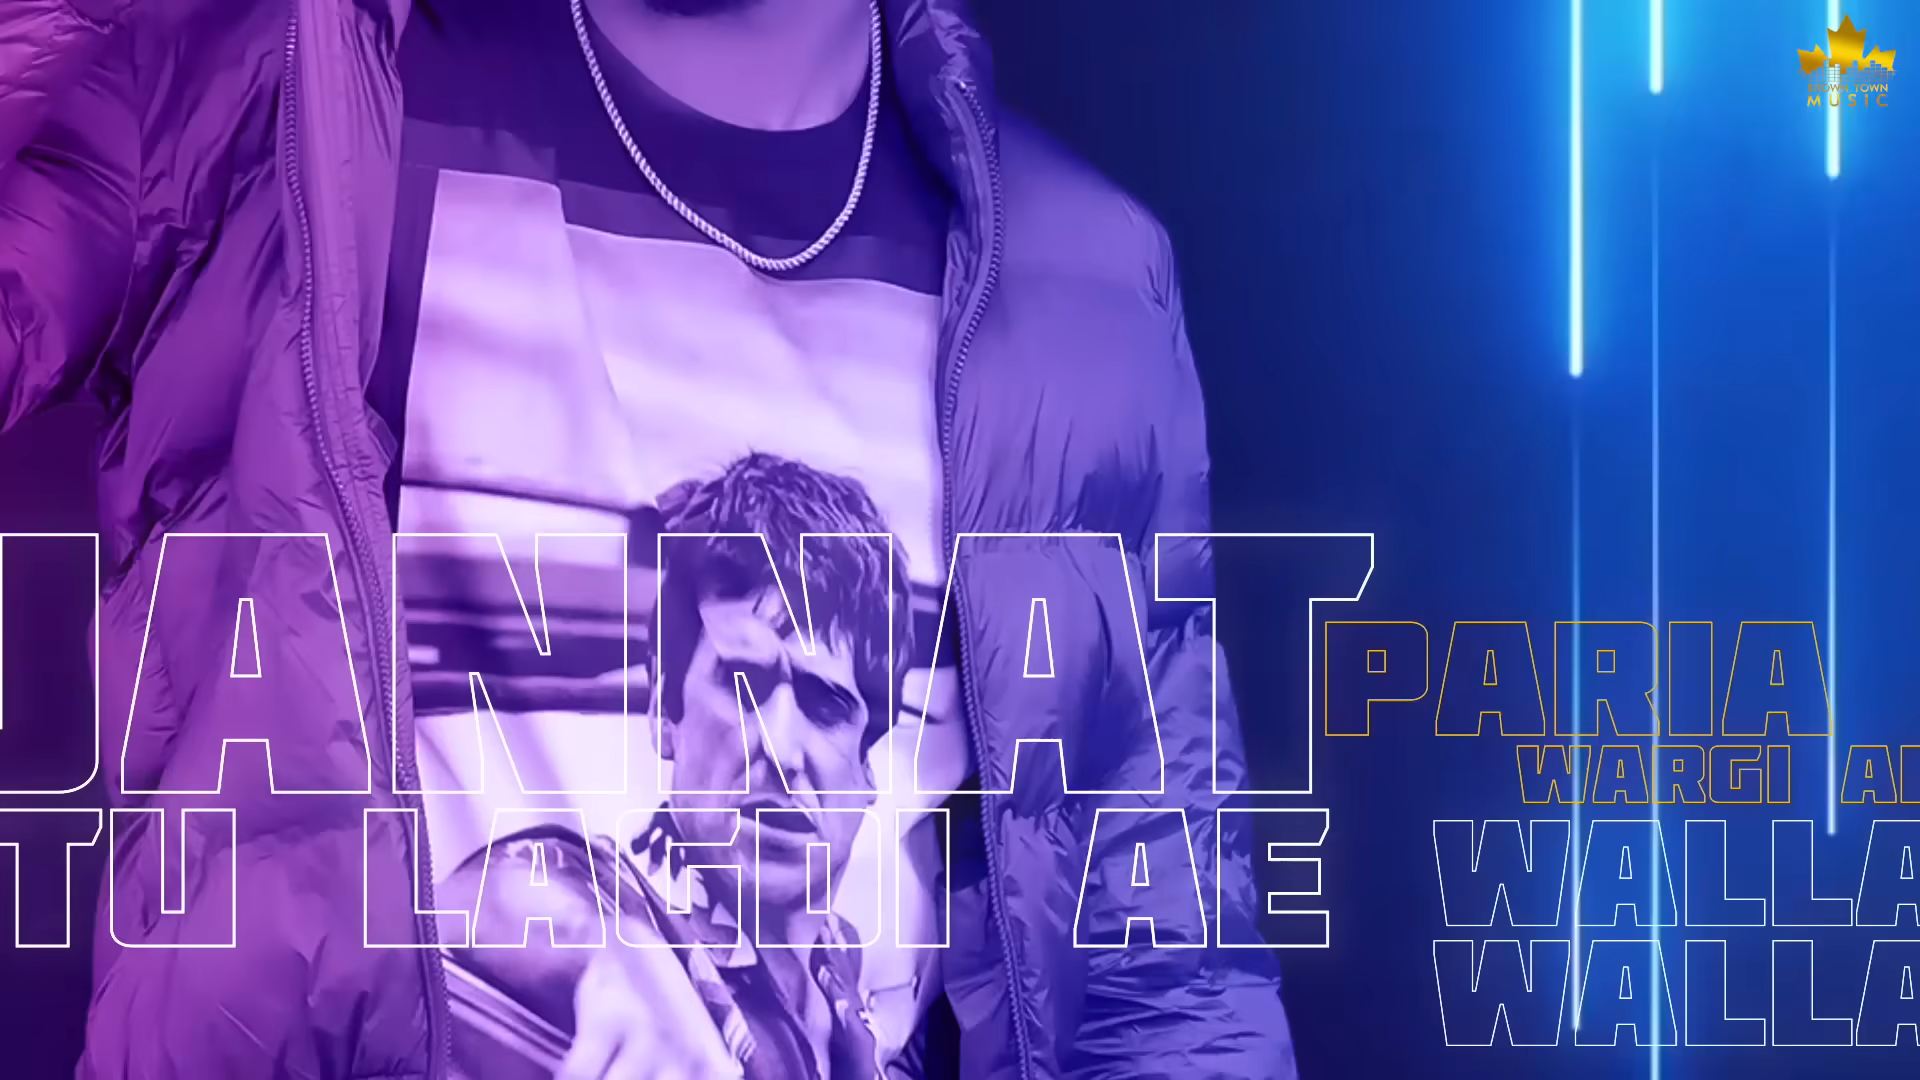 JANNAT
TU LAGDI AE
PARIA
WARGI AE
WALLA
WALLA
BROWN TOWN
MUSIC